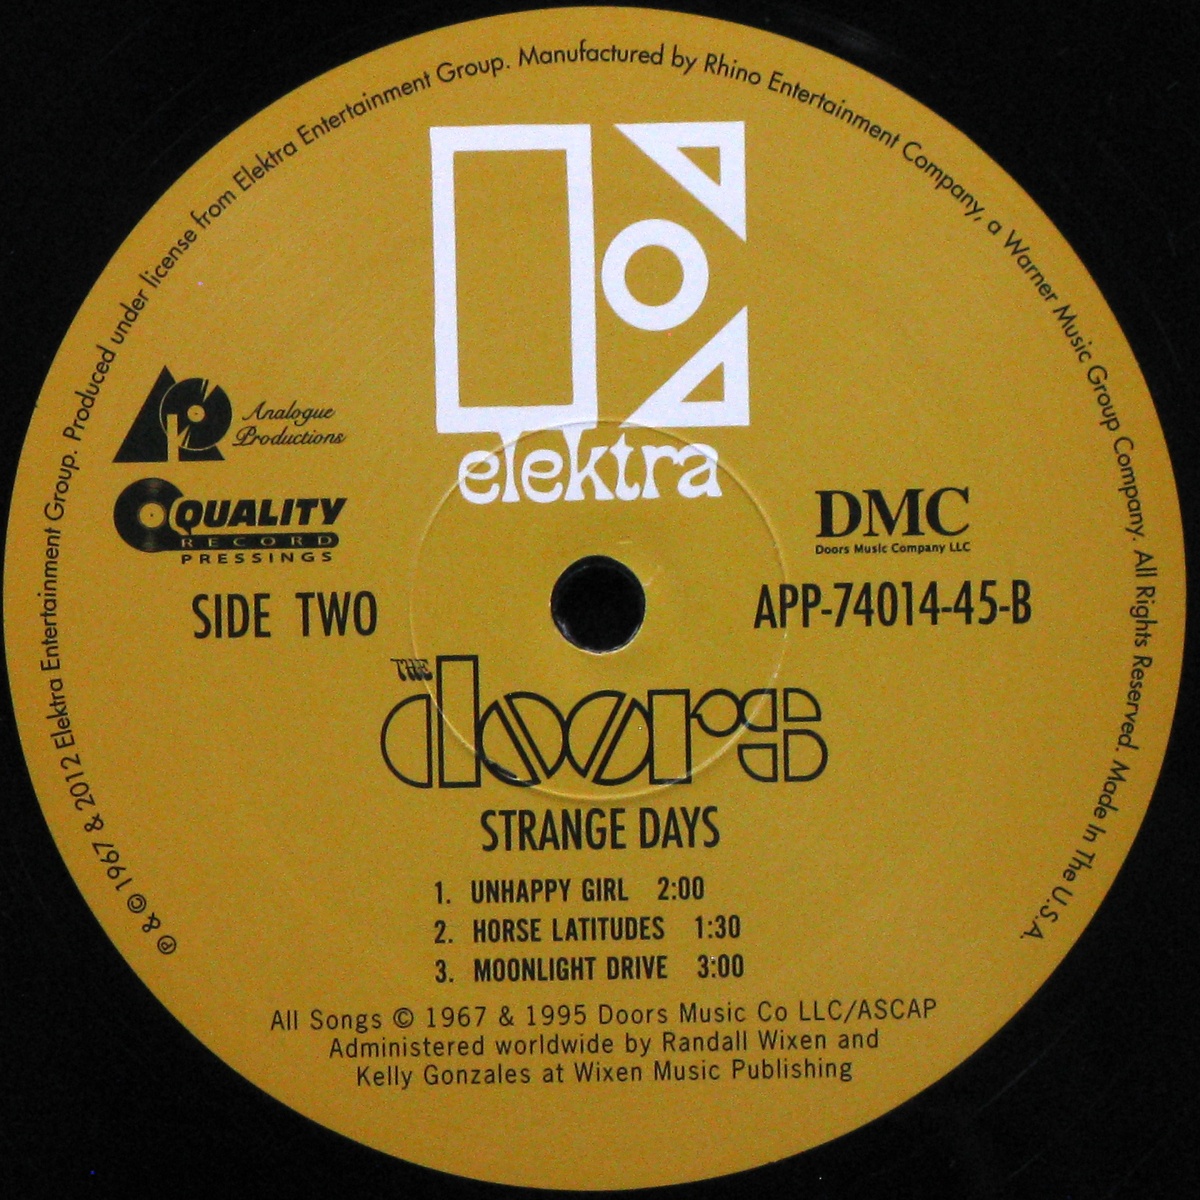 ℗ & © 1967 & 2012 Elektra Entertainment Group. Produced under license from Elektra Entertainment Group. Manufactured by Rhino Entertainment Company, a Warner Music Group Company. All Rights Reserved. Made In The U.S.A.
elektra
Analogue
Productions
QUALITY
RECORD
PRESSINGS
DMC
Doors Music Company LLC
SIDE TWO
APP-74014-45-B
THE
doors
STRANGE DAYS
1. UNHAPPY GIRL 2:00
2. HORSE LATITUDES 1:30
3. MOONLIGHT DRIVE 3:00
All Songs © 1967 & 1995 Doors Music Co LLC/ASCAP
Administered worldwide by Randall Wixen and
Kelly Gonzales at Wixen Music Publishing